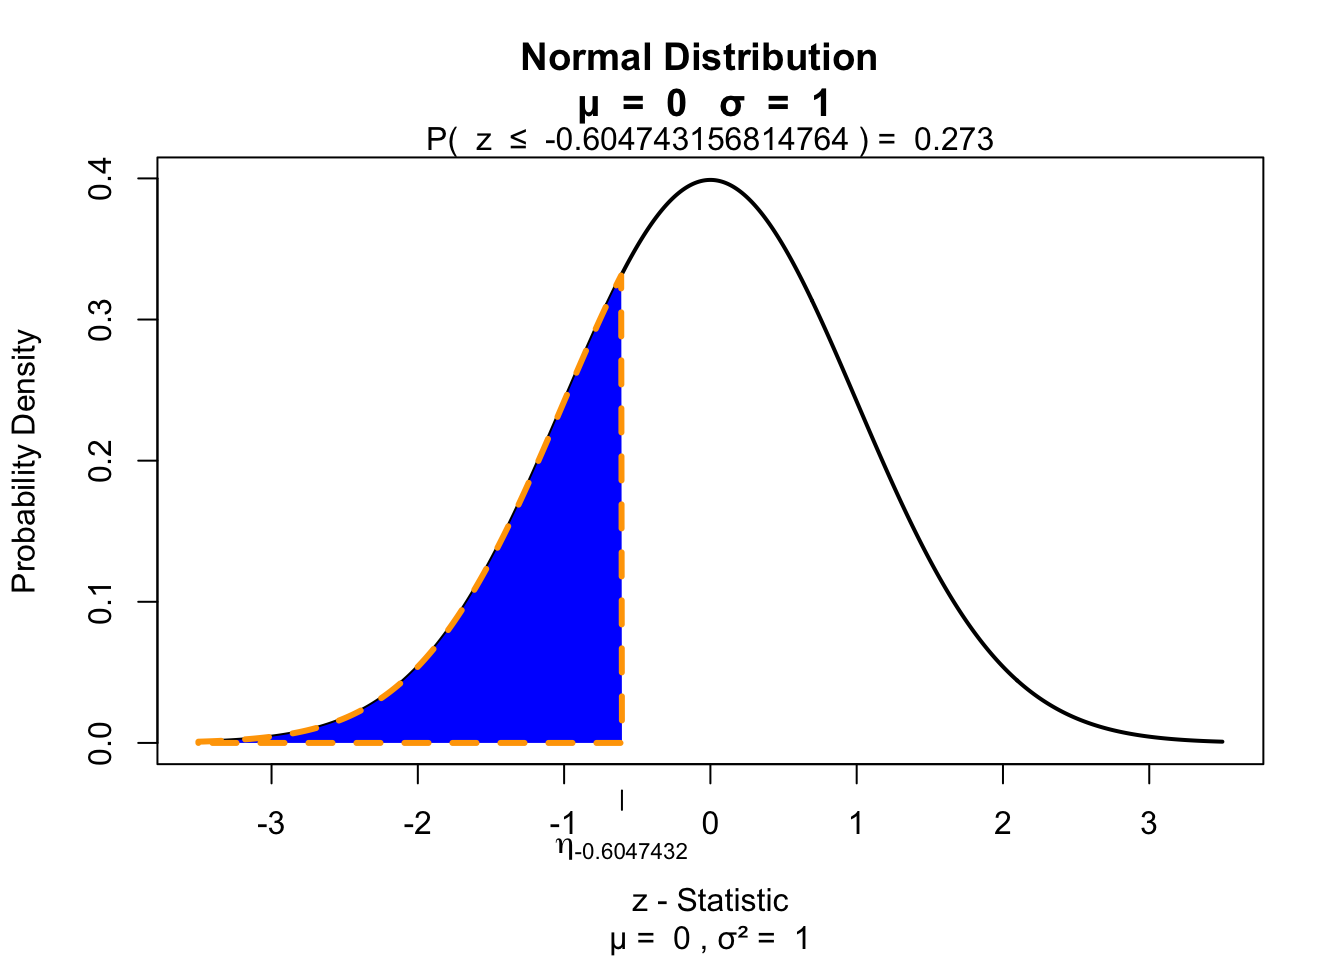 Normal Distribution
μ = 0 σ = 1
P( z ≤ -0.604743156814764 ) = 0.273
Probability Density
0.4
0.3
0.2
0.1
0.0
-3 -2 -1 0 1 2 3
η-0.6047432
z - Statistic
μ = 0 , σ² = 1